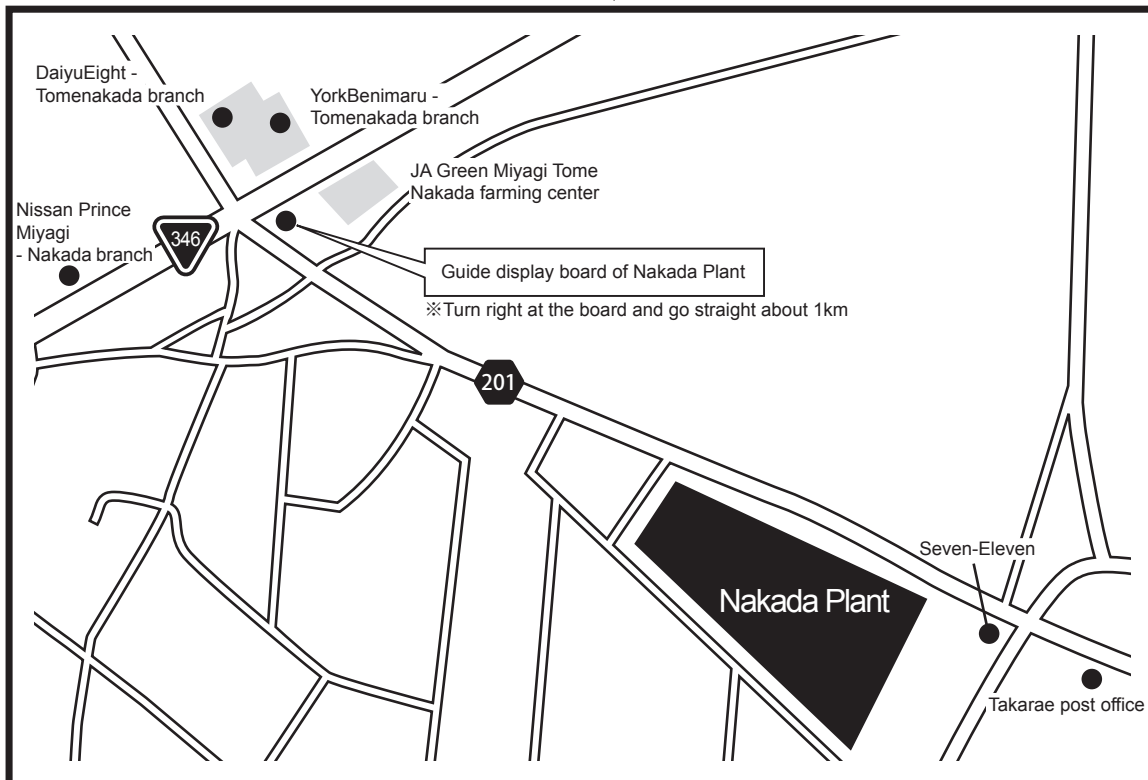 DaiyuEight -
Tomenakada branch
YorkBenimaru -
Tomenakada branch
JA Green Miyagi Tome
Nakada farming center
Nissan Prince
Miyagi
- Nakada branch
346
Guide display board of Nakada Plant
※Turn right at the board and go straight about 1km
201
Seven-Eleven
Nakada Plant
Takarae post office